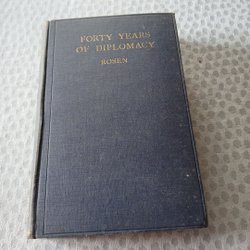 FORTY YEARS
OF DIPLOMACY
ROSEN